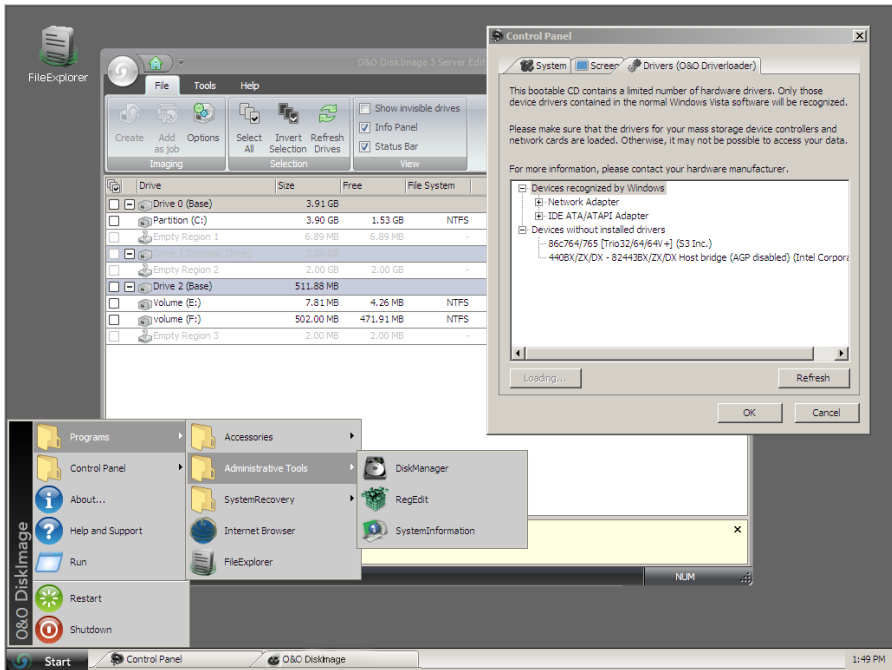 FileExplorer
O&O DiskImage 3 Server Edit
File Tools Help
Create
Add
as job
Options
Imaging
Select
All
Invert
Selection
Refresh
Drives
Selection
Show invisible drives
Info Panel
Status Bar
View
Drive Size Free File System
Drive 0 (Base) 3.91 GB
Partition (C:) 3.90 GB 1.53 GB NTFS
Empty Region 1 6.89 MB 6.89 MB -
Drive 1 (Dynamic Drive) 2.00 GB
Empty Region 2 2.00 GB 2.00 GB -
Drive 2 (Base) 511.88 MB
Volume (E:) 7.81 MB 4.26 MB NTFS
volume (F:) 502.00 MB 471.91 MB NTFS
Empty Region 3 2.00 MB 2.00 MB -
Control Panel
System Screen Drivers (O&O Driverloader)
This bootable CD contains a limited number of hardware drivers. Only those
device drivers contained in the normal Windows Vista software will be recognized.
Please make sure that the drivers for your mass storage device controllers and
network cards are loaded. Otherwise, it may not be possible to access your data.
For more information, please contact your hardware manufacturer.
Devices recognized by Windows
Network Adapter
IDE ATA/ATAPI Adapter
Devices without installed drivers
86c764/765 [Trio32/64/64V+] (S3 Inc.)
440BX/ZX/DX - 82443BX/ZX/DX Host bridge (AGP disabled) (Intel Corpora
Loading... Refresh
OK Cancel
O&O DiskImage
Programs
Control Panel
About...
Help and Support
Run
Restart
Shutdown
Accessories
Administrative Tools
SystemRecovery
Internet Browser
FileExplorer
DiskManager
RegEdit
SystemInformation
NUM
Start Control Panel O&O DiskImage 1:49 PM